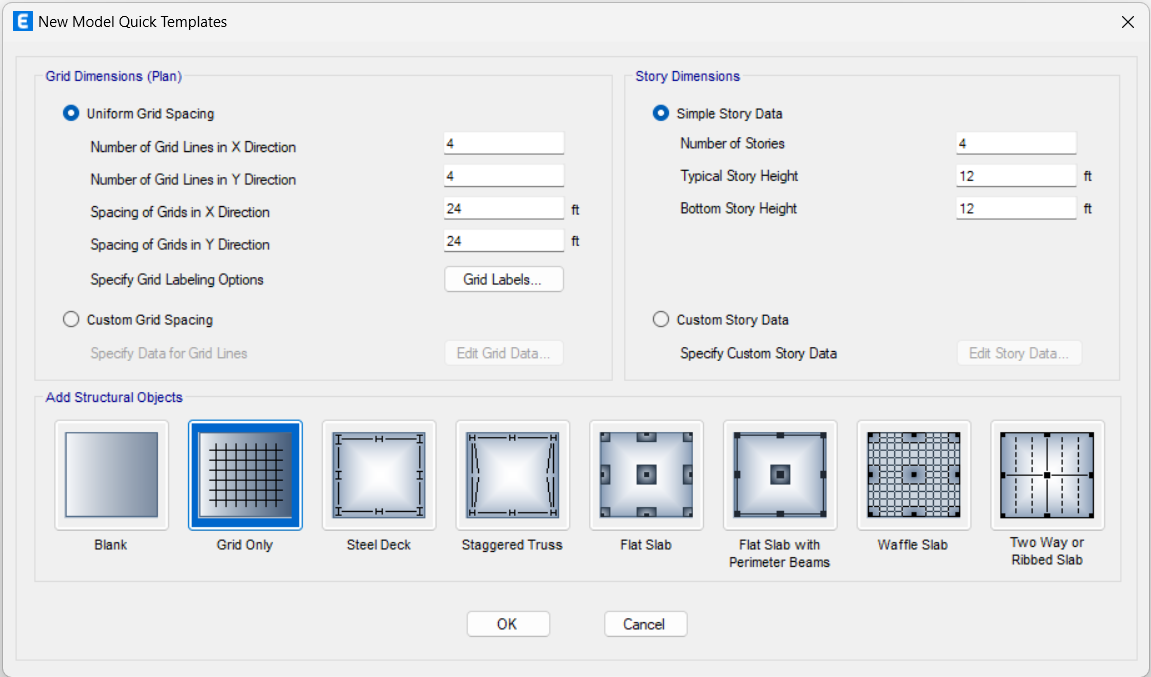 E New Model Quick Templates
Grid Dimensions (Plan)
Uniform Grid Spacing
Number of Grid Lines in X Direction 4
Number of Grid Lines in Y Direction 4
Spacing of Grids in X Direction 24 ft
Spacing of Grids in Y Direction 24 ft
Specify Grid Labeling Options Grid Labels...
Custom Grid Spacing
Specify Data for Grid Lines Edit Grid Data...
Story Dimensions
Simple Story Data
Number of Stories 4
Typical Story Height 12 ft
Bottom Story Height 12 ft
Custom Story Data
Specify Custom Story Data Edit Story Data...
Add Structural Objects
Blank
Grid Only
Steel Deck
Staggered Truss
Flat Slab
Flat Slab with
Perimeter Beams
Waffle Slab
Two Way or
Ribbed Slab
OK Cancel